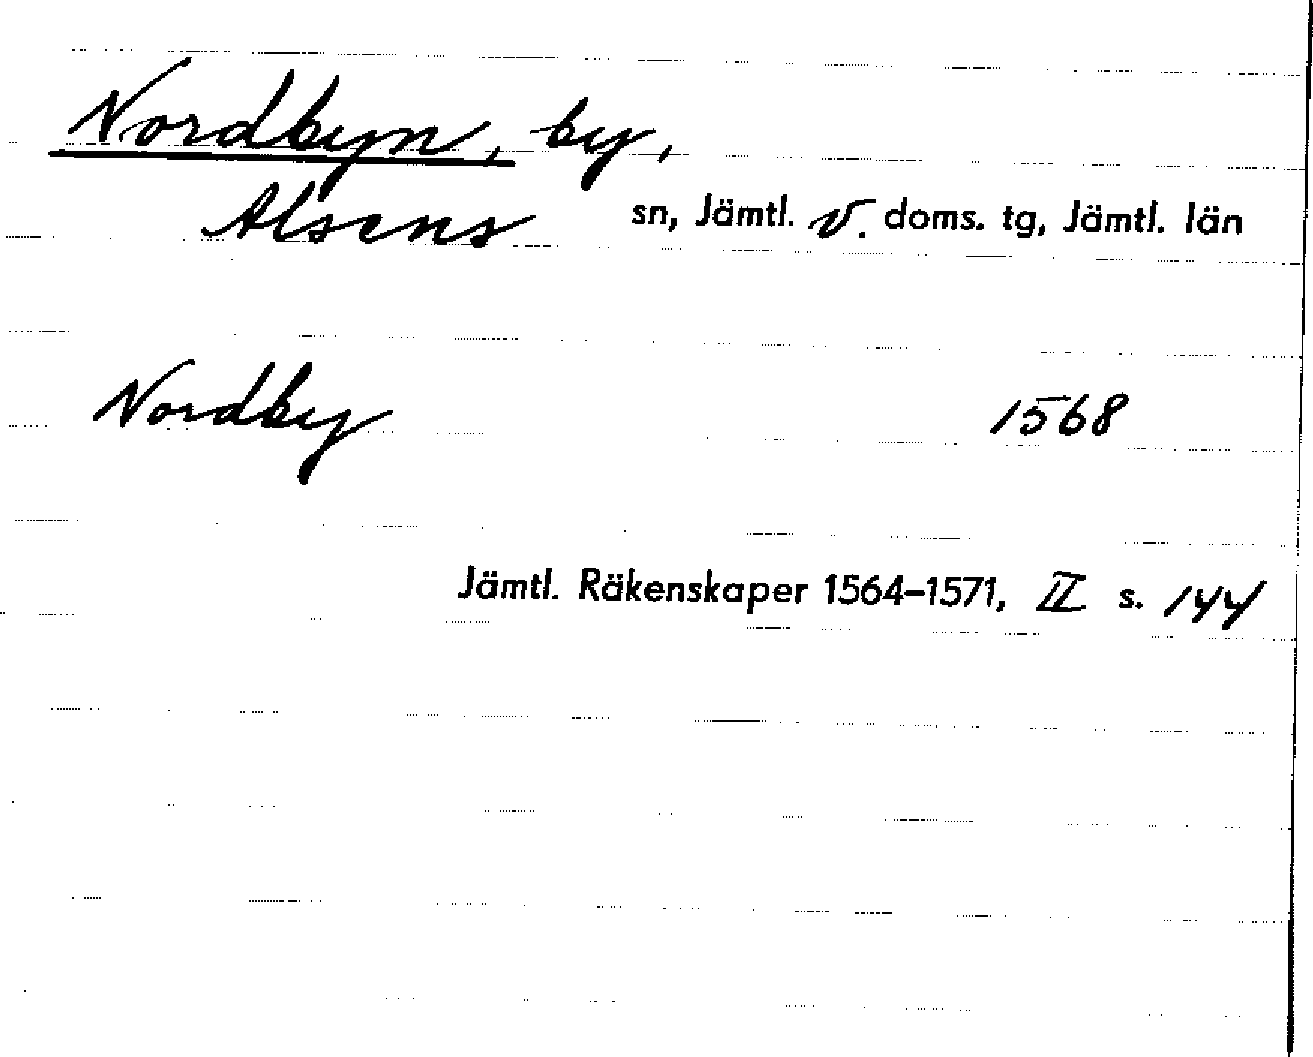 Nordbyn, by,
Alsens sn, Jämtl. v. doms. tg, Jämtl. län
Nordby 1568
Jämtl. Räkenskaper 1564–1571, II s. 144